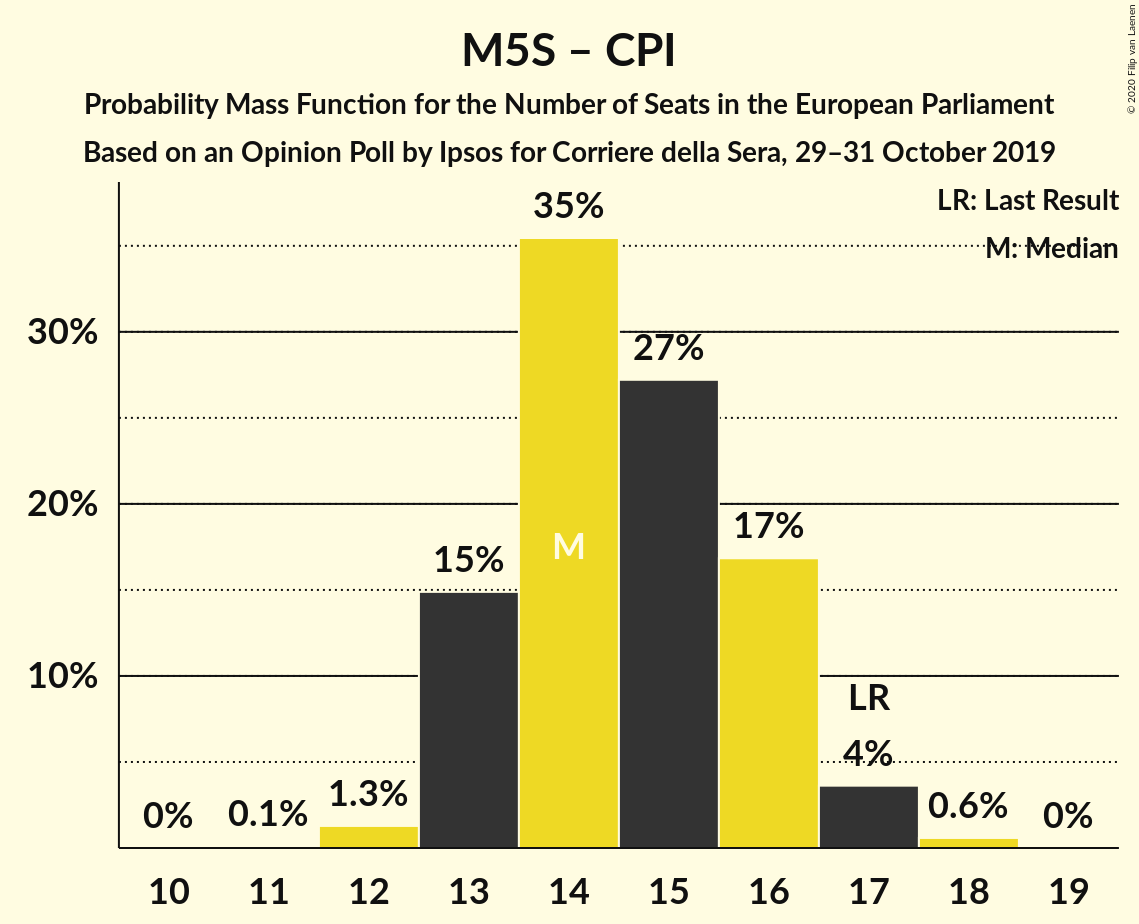 M5S – CPI
Probability Mass Function for the Number of Seats in the European Parliament
Based on an Opinion Poll by Ipsos for Corriere della Sera, 29–31 October 2019
© 2020 Filip van Laenen
LR: Last Result
M: Median
30%
20%
10%
0%
0.1%
1.3%
15%
35%
M
27%
17%
LR
4%
0.6%
0%
10 11 12 13 14 15 16 17 18 19